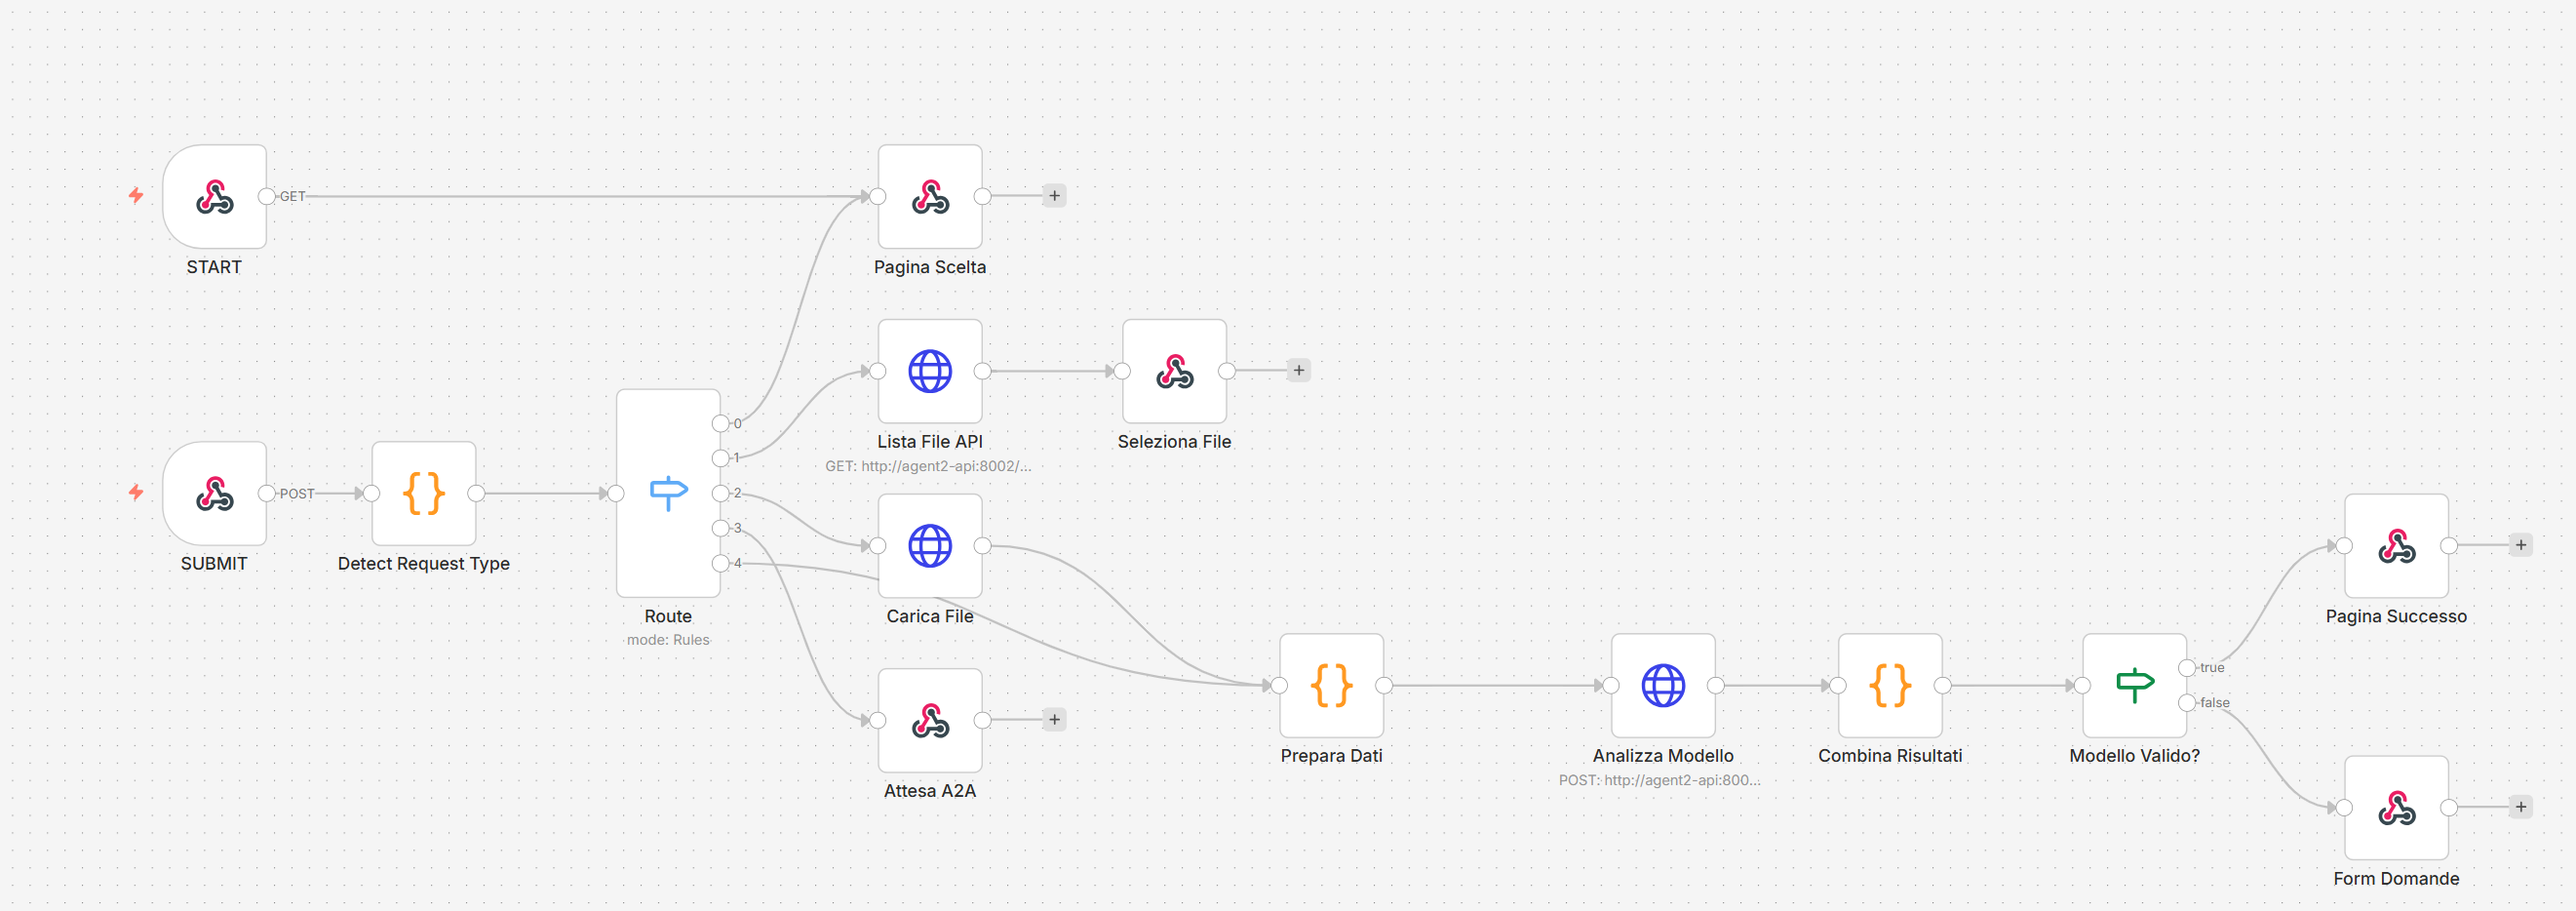 GET
START
Pagina Scelta
Lista File API
GET: http://agent2-api:8002/...
Seleziona File
POST
SUBMIT
Detect Request Type
0
1
2
3
4
Route
mode: Rules
Carica File
Attesa A2A
Prepara Dati
Analizza Modello
POST: http://agent2-api:800...
Combina Risultati
true
false
Modello Valido?
Pagina Successo
Form Domande